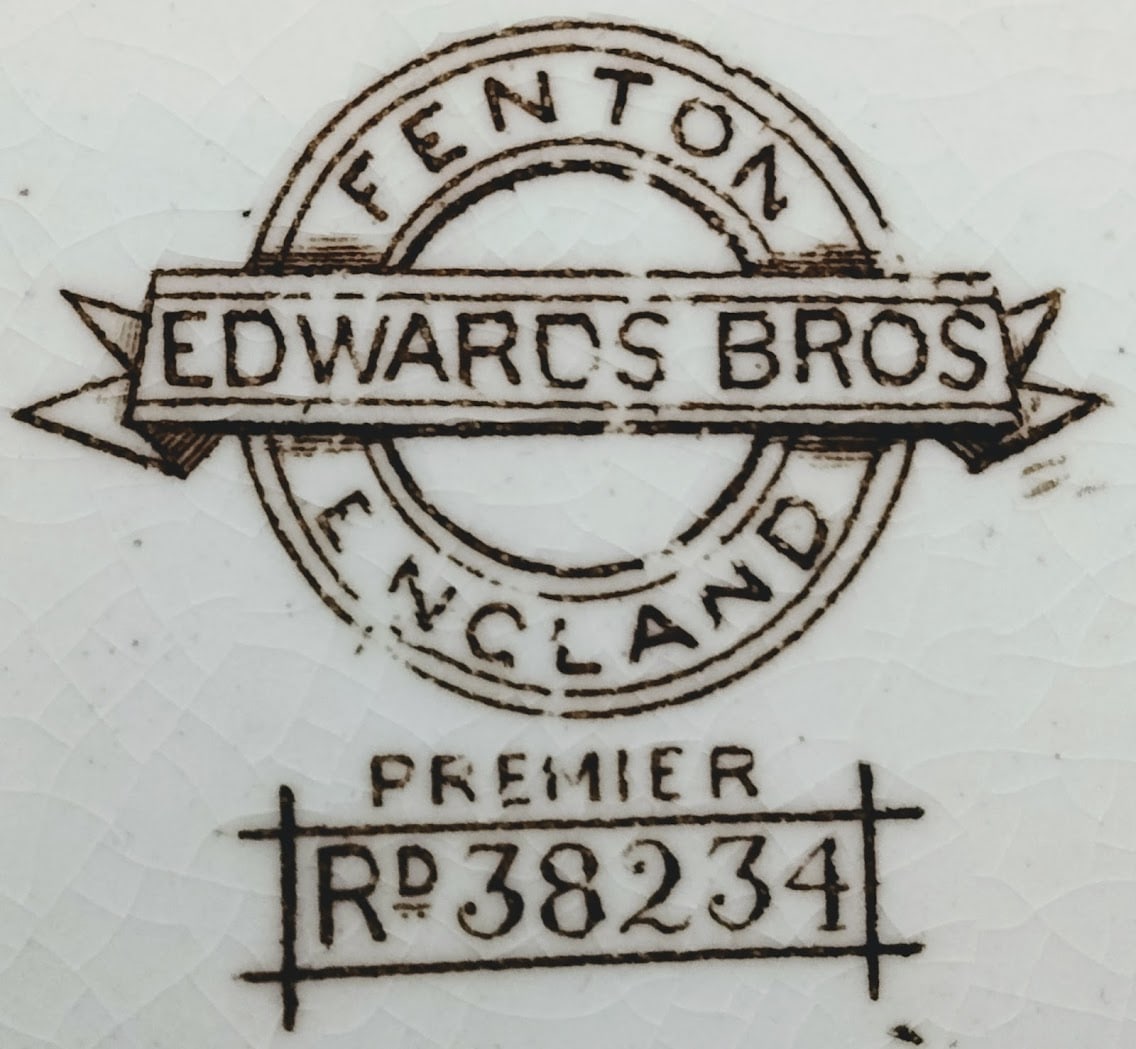 FENTON
EDWARDS BROS
ENGLAND
PREMIER
RD 38234